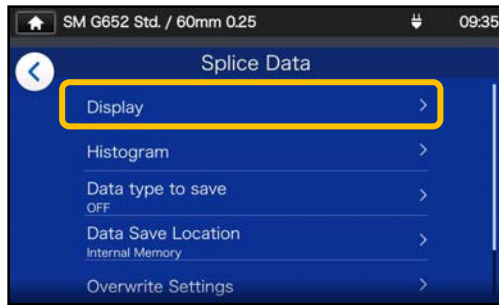 SM G652 Std. / 60mm 0.25 09:35
Splice Data
Display
Histogram
Data type to save
OFF
Data Save Location
Internal Memory
Overwrite Settings